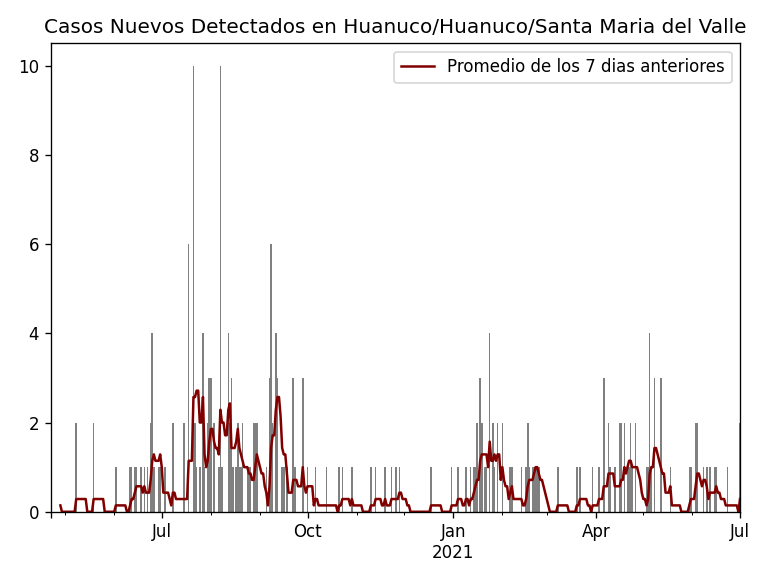 Casos Nuevos Detectados en Huanuco/Huanuco/Santa Maria del Valle
Promedio de los 7 dias anteriores
10
8
6
4
2
0
Jul
Oct
Jan
2021
Apr
Jul